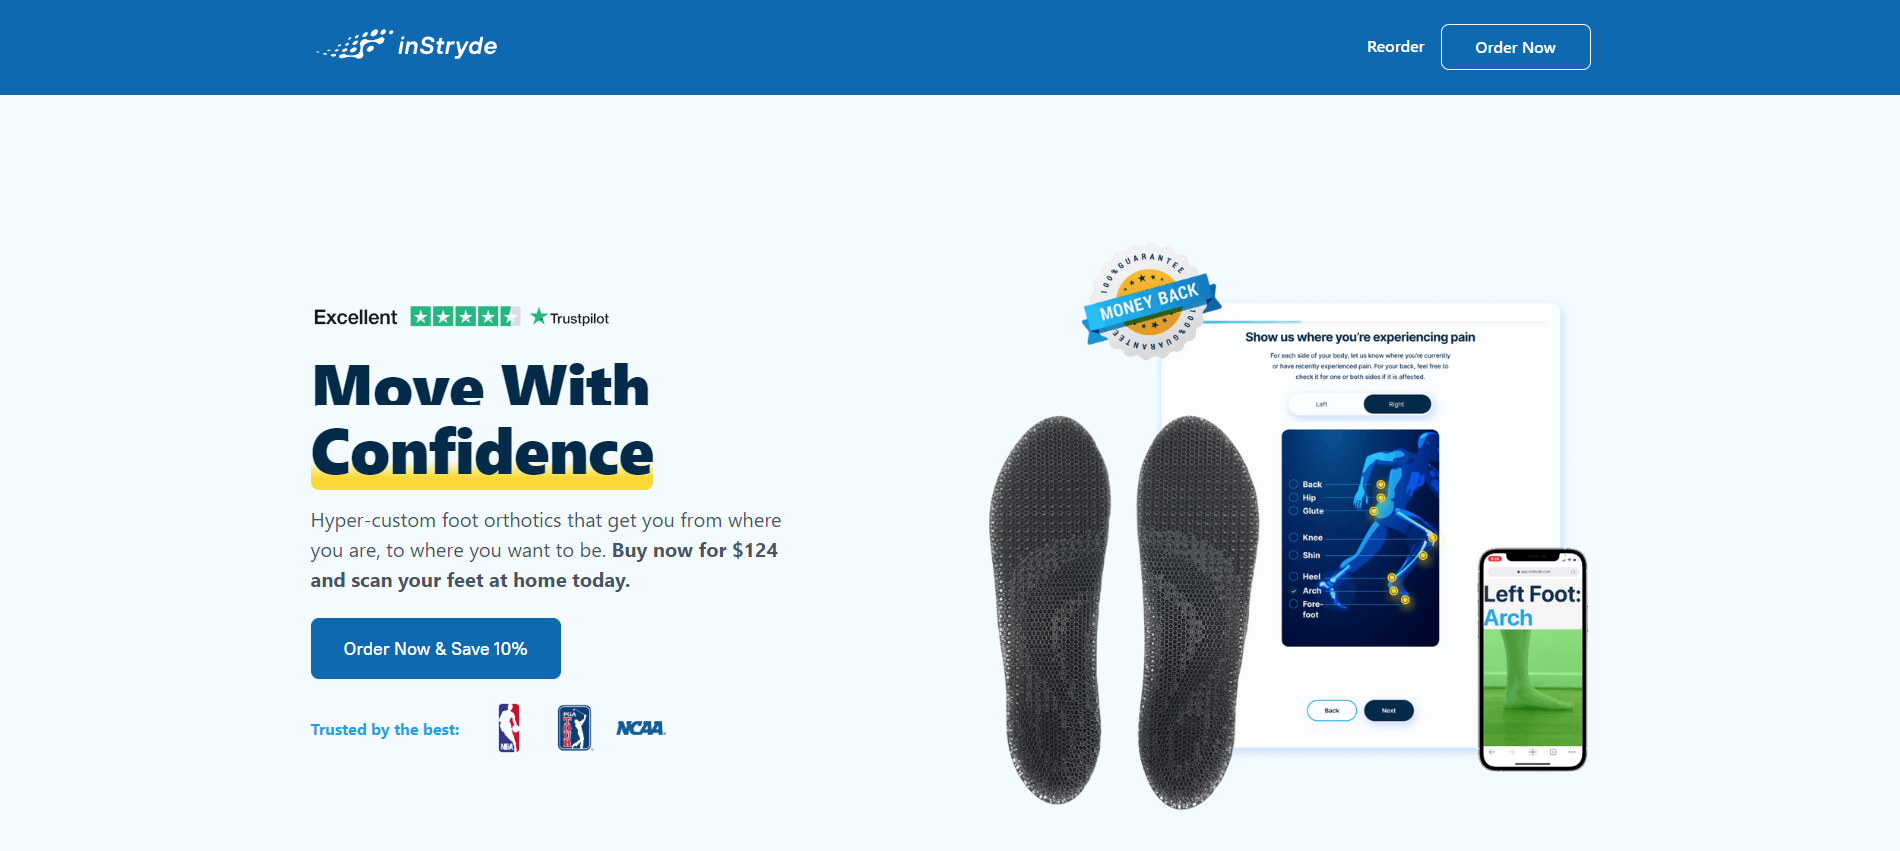 inStryde
Reorder
Order Now
Excellent
Trustpilot
Move With
Confidence
Hyper-custom foot orthotics that get you from where
you are, to where you want to be. Buy now for $124
and scan your feet at home today.
Order Now & Save 10%
Trusted by the best:
NBA
PGA
TOUR
NCAA
100% GUARANTEE
MONEY BACK
100% GUARANTEE
Show us where you're experiencing pain
For each side of your body, let us know where you're currently
or have recently experienced pain. For your back, feel free to
check it for one or both sides if it is affected.
Left
Right
Back
Hip
Glute
Knee
Shin
Heel
Arch
Fore-
foot
Back
Next
app.instryde.com
Left Foot:
Arch